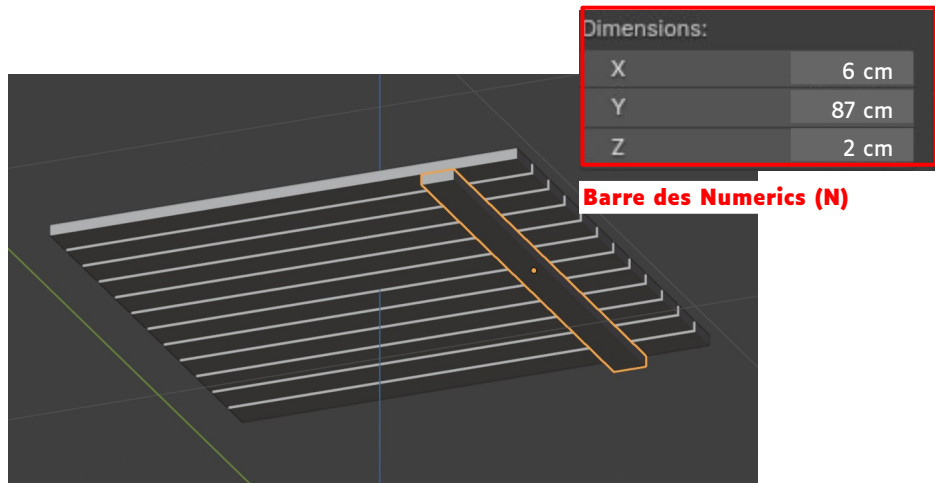 Dimensions:
X 6 cm
Y 87 cm
Z 2 cm
Barre des Numerics (N)